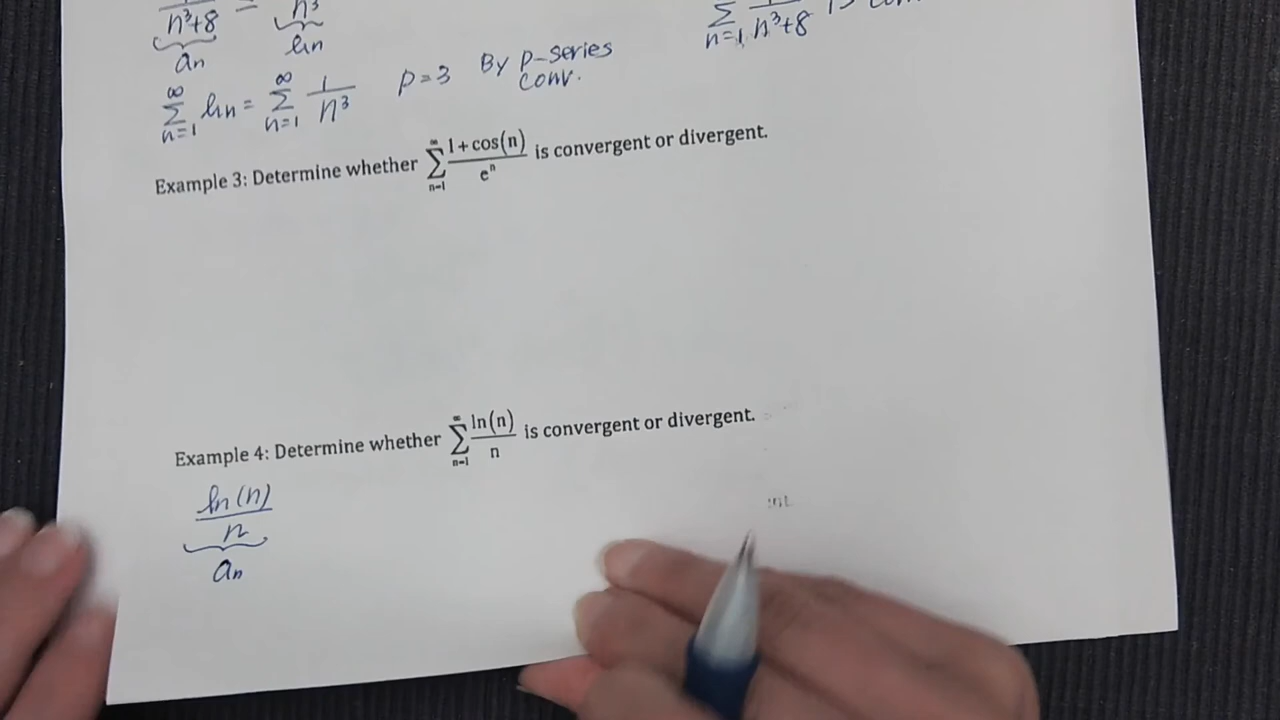 n³+8 = n³
an bn
∞ ∞
Σ bn = Σ 1/n³ p=3 By p-series conv.
n=1 n=1
Σ 1/n³+8 is
n=1
Example 3: Determine whether ∞ Σ n=1 1+cos(n)/eⁿ is convergent or divergent.
Example 4: Determine whether ∞ Σ n=1 ln(n)/n is convergent or divergent.
ln(n)
n
an